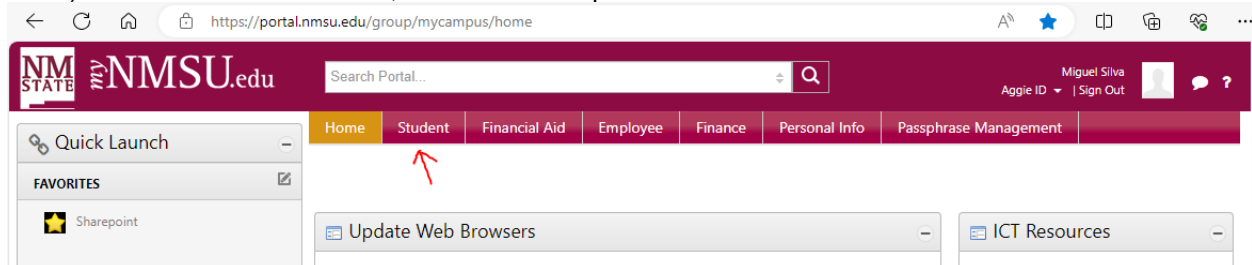 https://portal.nmsu.edu/group/mycampus/home
NM STATE myNMSU.edu
Search Portal...
Miguel Silva
Aggie ID | Sign Out ?
Home Student Financial Aid Employee Finance Personal Info Passphrase Management
Quick Launch
FAVORITES
Sharepoint
Update Web Browsers
ICT Resources